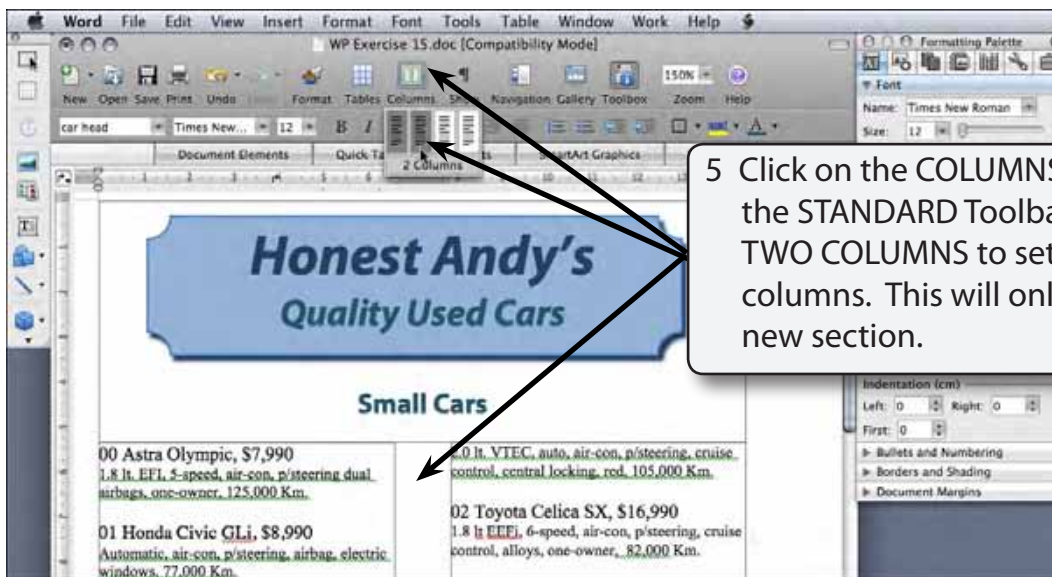 Word File Edit View Insert Format Font Tools Table Window Work Help
WP Exercise 15.doc [Compatibility Mode]
Formatting Palette
150%
New Open Save Print Undo Format Tables Columns Navigation Gallery Toolbox Zoom Help
Font
Name: Times New Roman
Size: 12
car head Times New... 12 B I A
Document Elements Quick Ta SmartArt Graphics
2 Columns
5 Click on the COLUMNS
the STANDARD Toolba
TWO COLUMNS to set
columns. This will onl
new section.
Honest Andy's
Quality Used Cars
Small Cars
Indentation (cm)
Left: 0 Right: 0
First: 0
Bullets and Numbering
Borders and Shading
Document Margins
00 Astra Olympic, $7,990
1.8 lt. EFI, 5-speed, air-con, p/steering dual
airbags, one-owner, 125,000 Km.
01 Honda Civic GLi, $8,990
Automatic, air-con, p/steering, airbag, electric
windows, 77,000 Km.
2.0 lt. VTEC, auto, air-con, p/steering, cruise
control, central locking, red, 105,000 Km.
02 Toyota Celica SX, $16,990
1.8 lt EEFi, 6-speed, air-con, p/steering, cruise
control, alloys, one-owner, 82,000 Km.